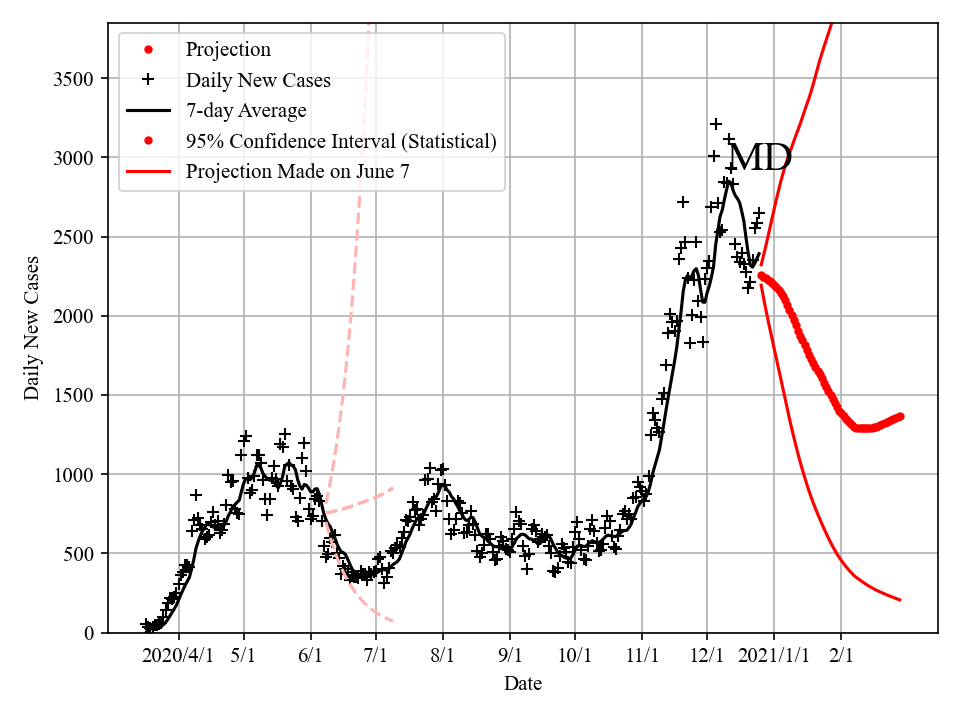 Projection
Daily New Cases
7-day Average
95% Confidence Interval (Statistical)
Projection Made on June 7
MD
3500
3000
2500
2000
1500
1000
500
0
Daily New Cases
2020/4/1 5/1 6/1 7/1 8/1 9/1 10/1 11/1 12/1 2021/1/1 2/1
Date